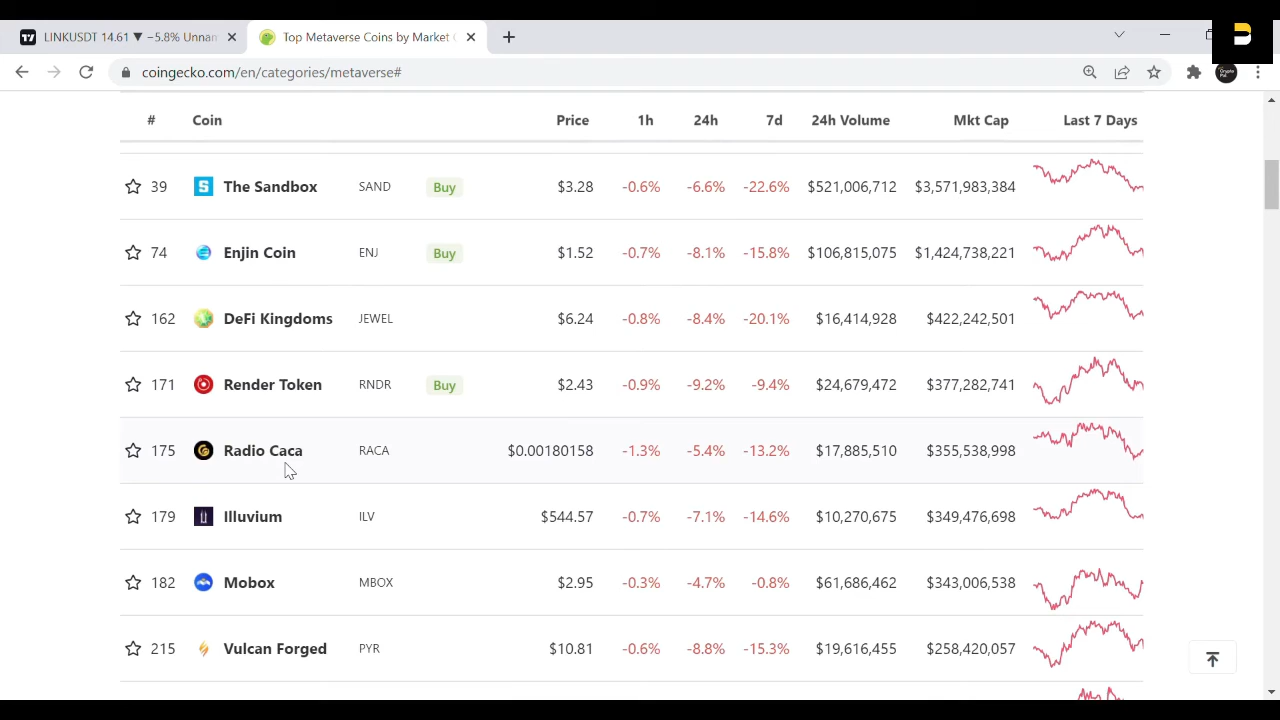 LINKUSDT 14.61 ▼ −5.8% Unnam
Top Metaverse Coins by Market C
coingecko.com/en/categories/metaverse#
# Coin Price 1h 24h 7d 24h Volume Mkt Cap Last 7 Days
39 The Sandbox SAND Buy $3.28 -0.6% -6.6% -22.6% $521,006,712 $3,571,983,384
74 Enjin Coin ENJ Buy $1.52 -0.7% -8.1% -15.8% $106,815,075 $1,424,738,221
162 DeFi Kingdoms JEWEL $6.24 -0.8% -8.4% -20.1% $16,414,928 $422,242,501
171 Render Token RNDR Buy $2.43 -0.9% -9.2% -9.4% $24,679,472 $377,282,741
175 Radio Caca RACA $0.00180158 -1.3% -5.4% -13.2% $17,885,510 $355,538,998
179 Illuvium ILV $544.57 -0.7% -7.1% -14.6% $10,270,675 $349,476,698
182 Mobox MBOX $2.95 -0.3% -4.7% -0.8% $61,686,462 $343,006,538
215 Vulcan Forged PYR $10.81 -0.6% -8.8% -15.3% $19,616,455 $258,420,057